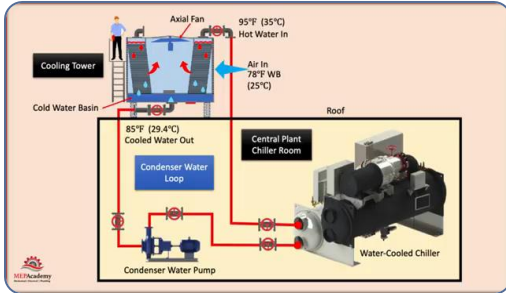 Axial Fan
95°F (35°C)
Hot Water In
Cooling Tower
Air In
78°F WB
(25°C)
Cold Water Basin
Roof
85°F (29.4°C)
Cooled Water Out
Central Plant
Chiller Room
Condenser Water
Loop
Water-Cooled Chiller
Condenser Water Pump
MEPAcademy